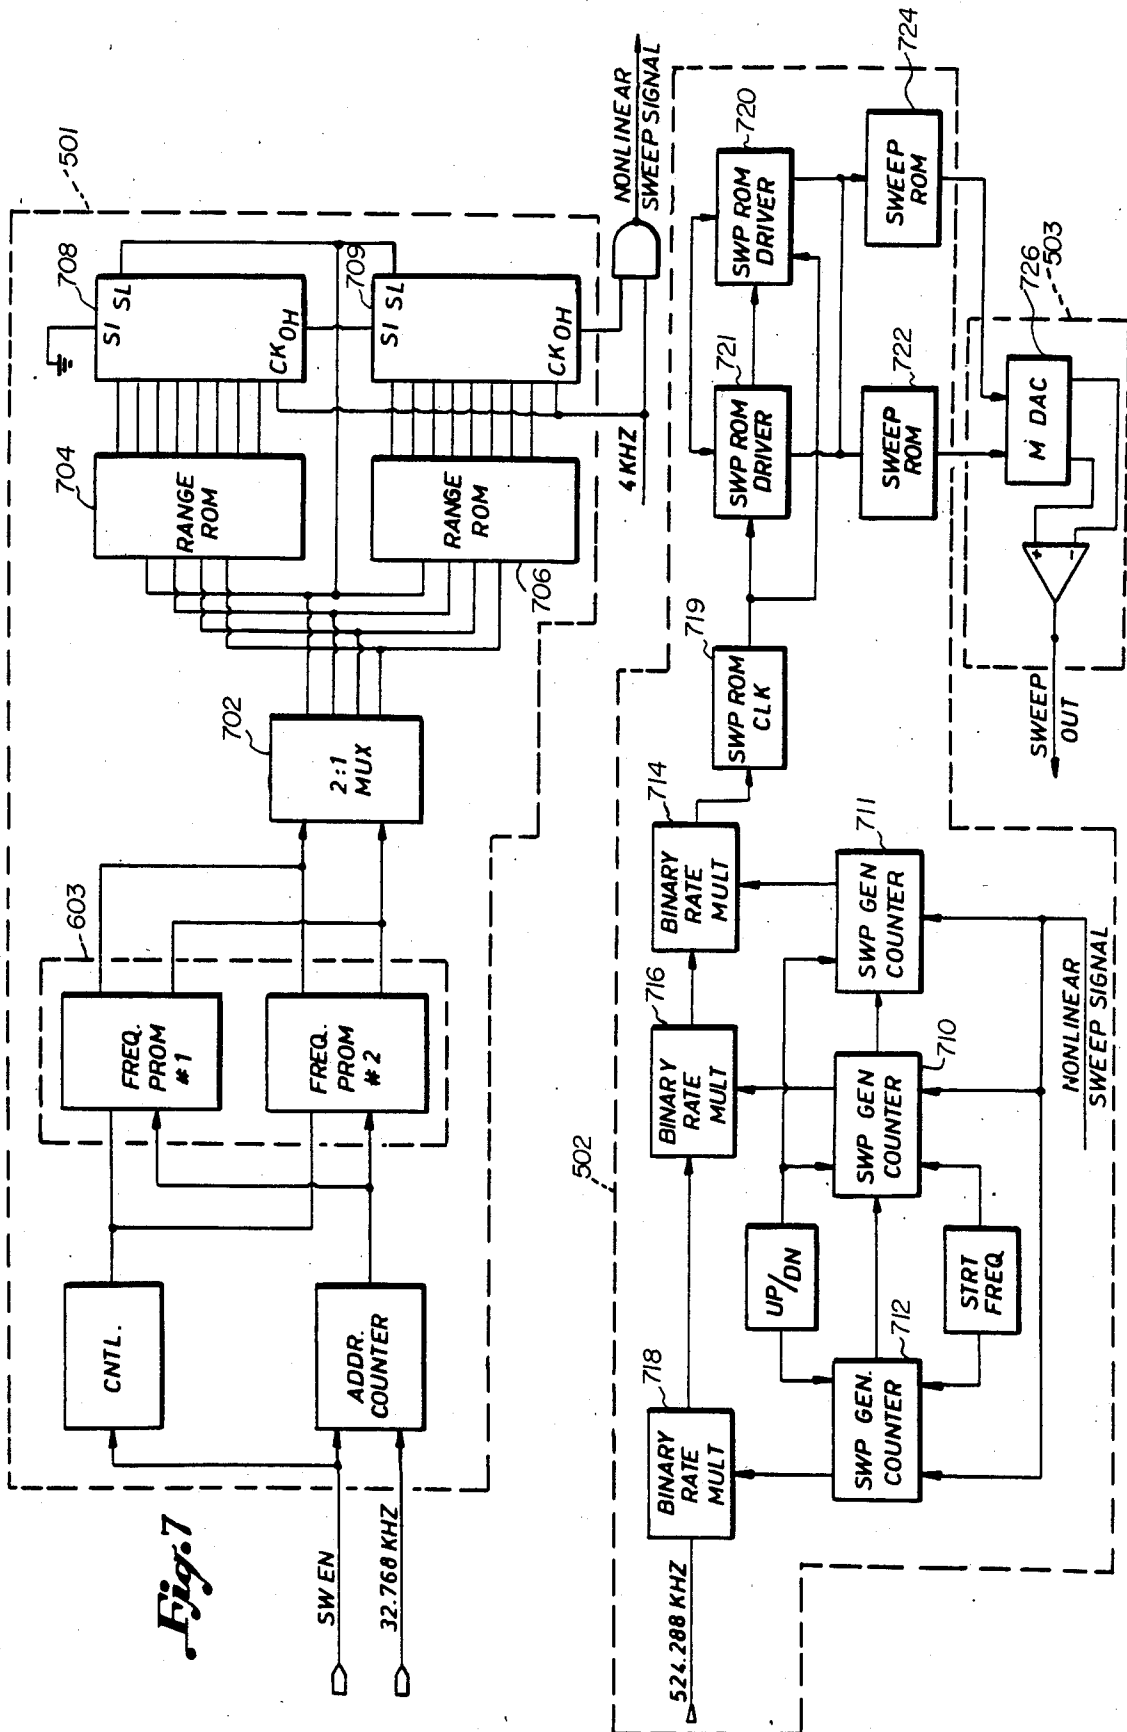 Fig. 7
SW EN
32.768 KHZ
CNTL.
ADDR.
COUNTER
603
FREQ.
PROM
#1
FREQ.
PROM
#2
702
2:1
MUX
704
RANGE
ROM
RANGE
ROM
706
708
SI SL
CK OH
709
SI SL
CK OH
501
4 KHZ
NONLINEAR
SWEEP SIGNAL
502
524.288 KHZ
718
BINARY
RATE
MULT
716
BINARY
RATE
MULT
714
BINARY
RATE
MULT
UP/DN
712
SWP GEN.
COUNTER
710
SWP GEN
COUNTER
711
SWP GEN
COUNTER
STRT
FREQ
NONLINEAR
SWEEP SIGNAL
719
SWP ROM
CLK
721
SWP ROM
DRIVER
720
SWP ROM
DRIVER
722
SWEEP
ROM
724
SWEEP
ROM
726
503
M DAC
+
-
SWEEP
OUT